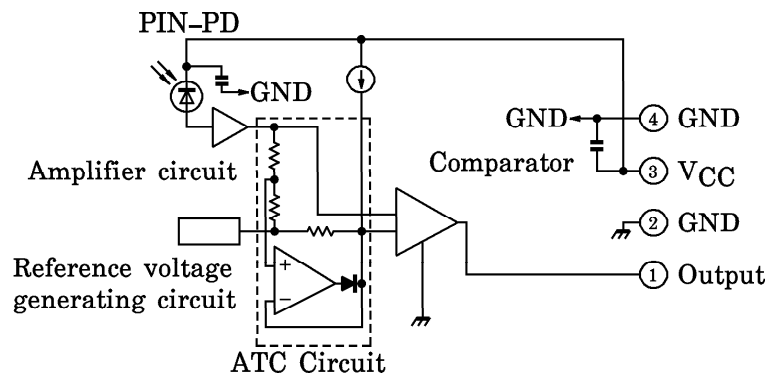 PIN-PD
GND
GND
④ GND
Amplifier circuit
Comparator
③ VCC
② GND
+
Reference voltage
generating circuit
−
① Output
ATC Circuit